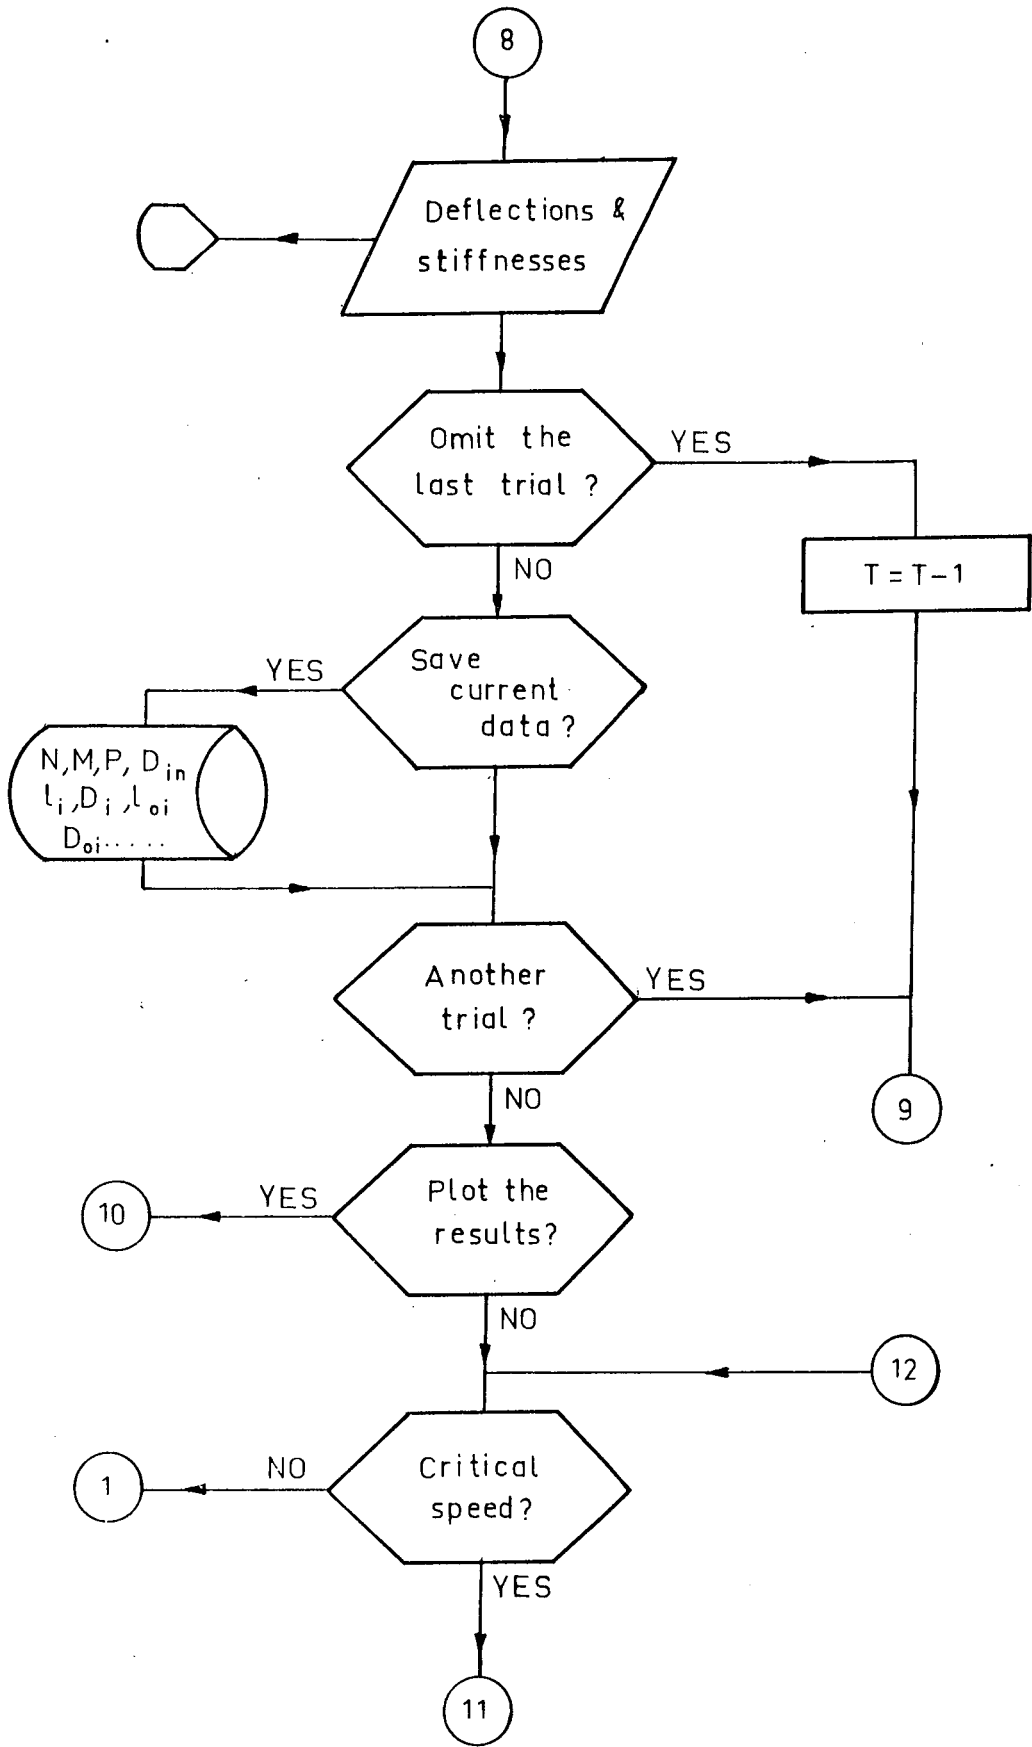 8
Deflections &
stiffnesses
Omit the
last trial ?
YES
T = T-1
NO
Save
current
data ?
YES
N,M,P, D_in
l_i ,D_i ,l_oi
D_oi.....
Another
trial ?
YES
9
NO
Plot the
results?
YES
10
NO
12
Critical
speed?
NO
1
YES
11